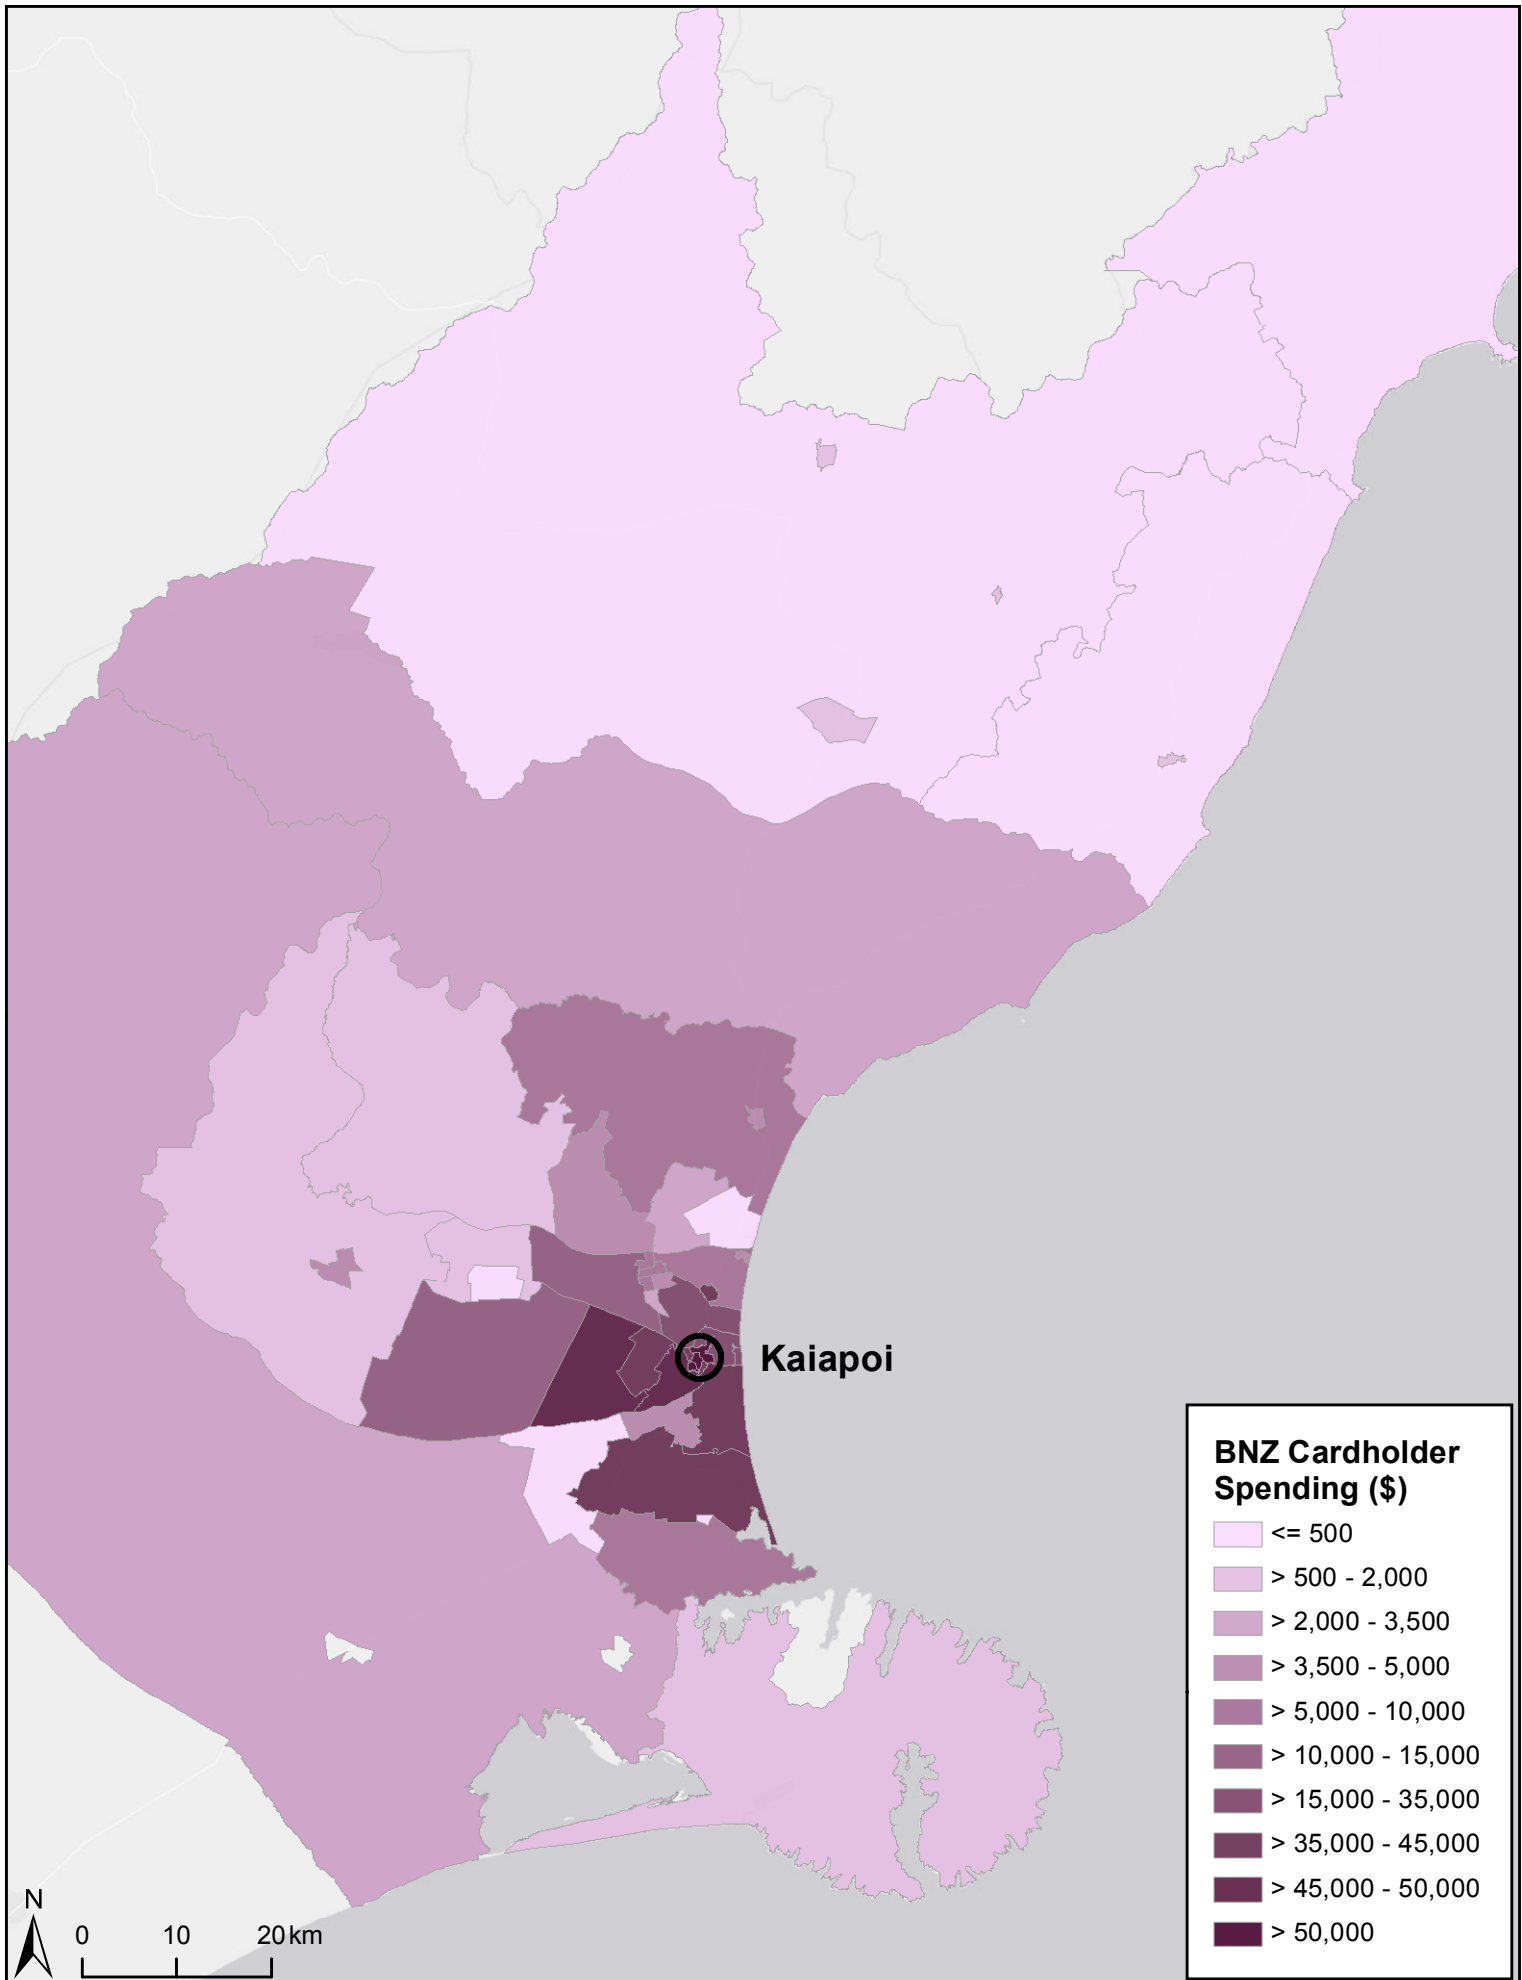 Kaiapoi
BNZ Cardholder
Spending ($)
<= 500
> 500 - 2,000
> 2,000 - 3,500
> 3,500 - 5,000
> 5,000 - 10,000
> 10,000 - 15,000
> 15,000 - 35,000
> 35,000 - 45,000
> 45,000 - 50,000
> 50,000
N
0 10 20 km